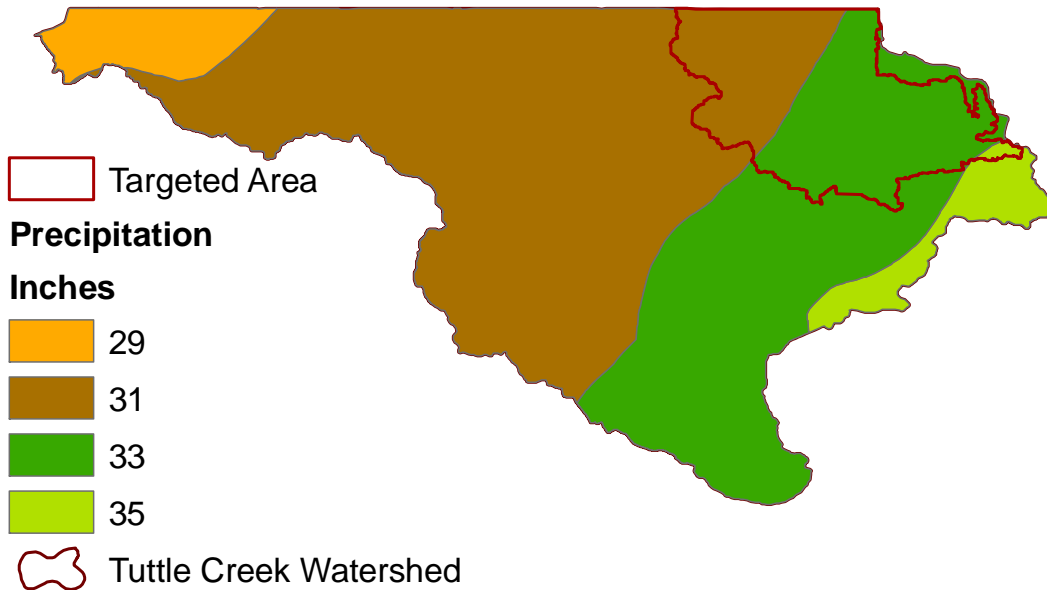 Targeted Area
Precipitation
Inches
29
31
33
35
Tuttle Creek Watershed